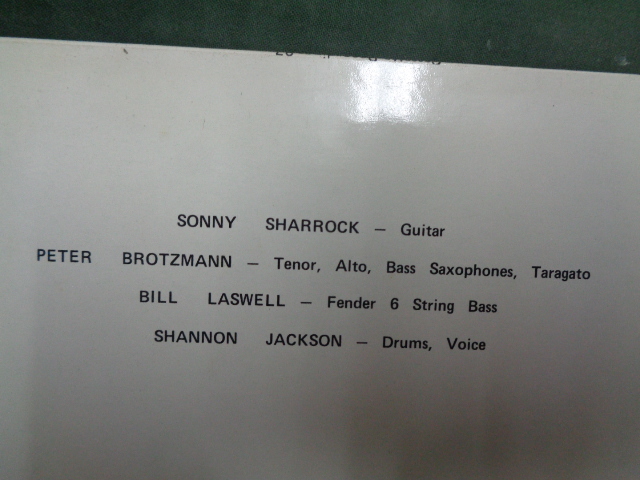 SONNY SHARROCK — Guitar
PETER BROTZMANN — Tenor, Alto, Bass Saxophones, Taragato
BILL LASWELL — Fender 6 String Bass
SHANNON JACKSON — Drums, Voice